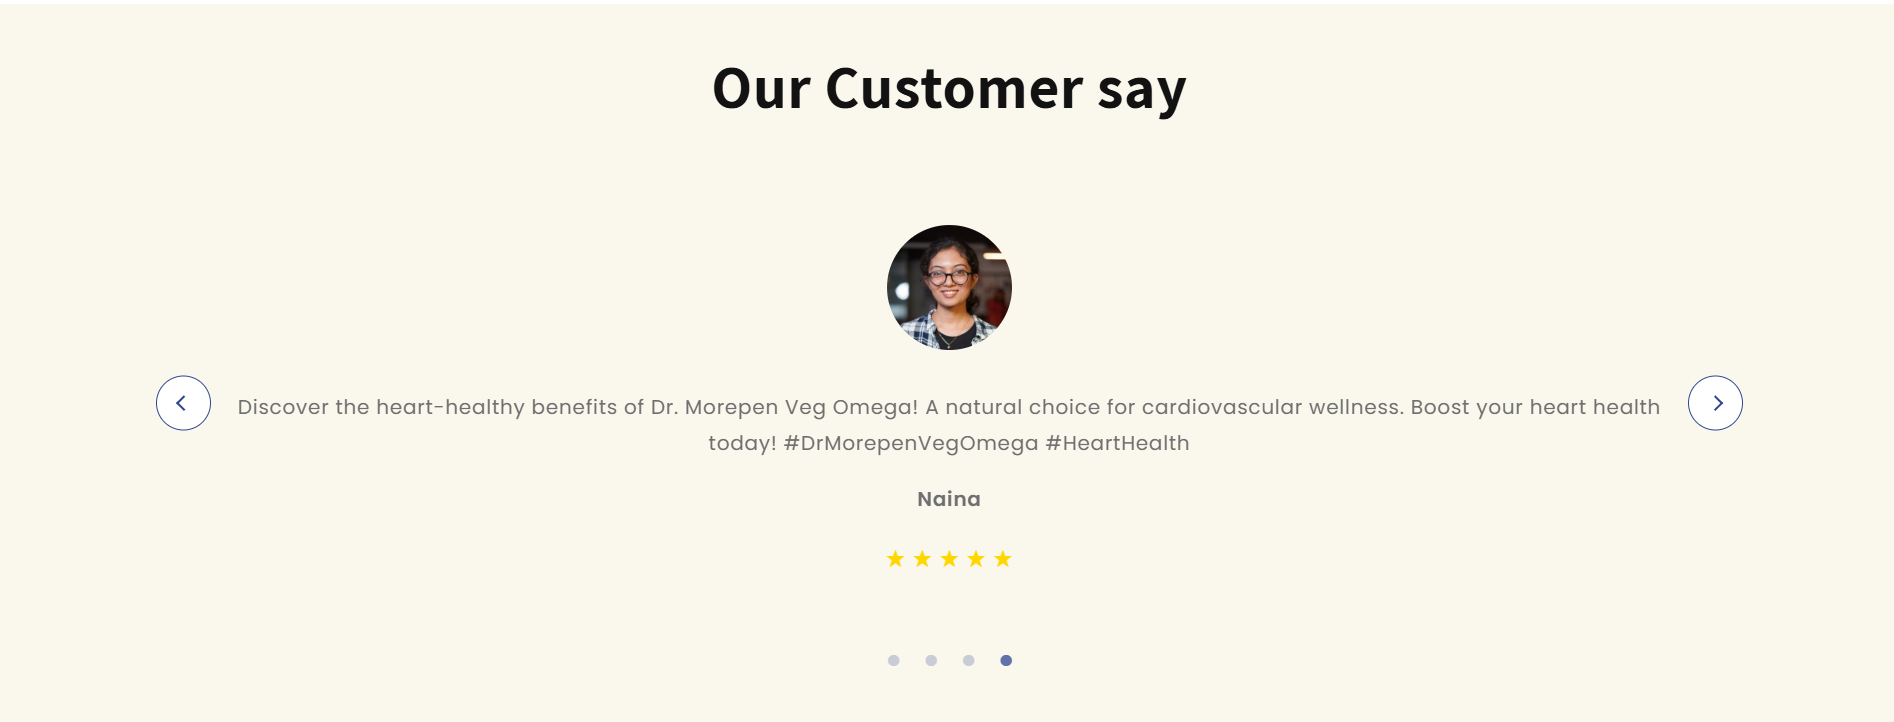 Our Customer say
Discover the heart-healthy benefits of Dr. Morepen Veg Omega! A natural choice for cardiovascular wellness. Boost your heart health
today! #DrMorepenVegOmega #HeartHealth
Naina